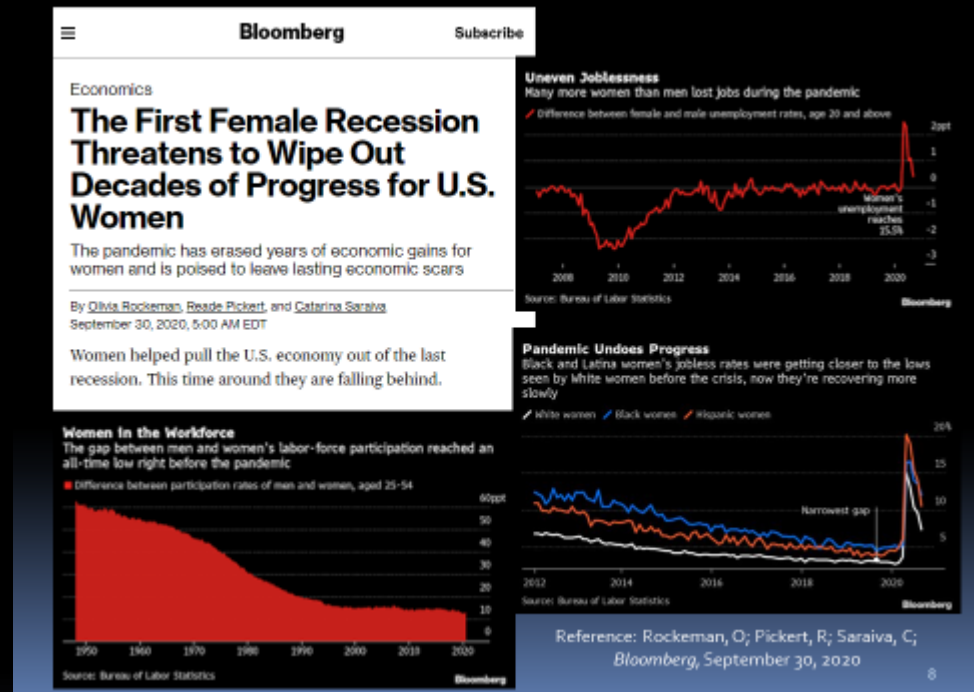 Bloomberg
Subscribe
Economics
The First Female Recession
Threatens to Wipe Out
Decades of Progress for U.S.
Women
The pandemic has erased years of economic gains for
women and is poised to leave lasting economic scars
By Olivia Rockeman, Reade Pickert, and Catarina Saraiva
September 30, 2020, 5:00 AM EDT
Women helped pull the U.S. economy out of the last
recession. This time around they are falling behind.
Uneven Joblessness
Many more women than men lost jobs during the pandemic
Difference between female and male unemployment rates, age 20 and above
2ppt
1
0
-1
-2
-3
Women's
unemployment
reaches
15.5%
2008 2010 2012 2014 2016 2018 2020
Source: Bureau of Labor Statistics
Bloomberg
Pandemic Undoes Progress
Black and Latina women's jobless rates were getting closer to the lows
seen by White women before the crisis, now they're recovering more
slowly
White women Black women Hispanic women
20%
15
10
5
Narrowest gap
2012 2014 2016 2018 2020
Source: Bureau of Labor Statistics
Bloomberg
Women in the Workforce
The gap between men and women's labor-force participation reached an
all-time low right before the pandemic
Difference between participation rates of men and women, aged 25-54
60ppt
50
40
30
20
10
0
1950 1960 1970 1980 1990 2000 2010 2020
Source: Bureau of Labor Statistics
Bloomberg
Reference: Rockeman, O; Pickert, R; Saraiva, C;
Bloomberg, September 30, 2020
8